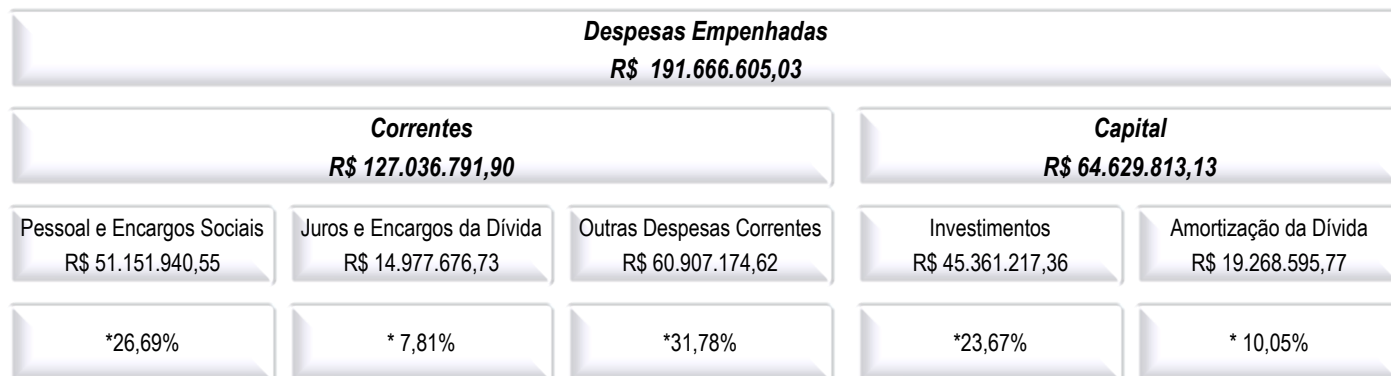 Despesas Empenhadas
R$ 191.666.605,03
Correntes
R$ 127.036.791,90
Capital
R$ 64.629.813,13
Pessoal e Encargos Sociais
R$ 51.151.940,55
Juros e Encargos da Dívida
R$ 14.977.676,73
Outras Despesas Correntes
R$ 60.907.174,62
Investimentos
R$ 45.361.217,36
Amortização da Dívida
R$ 19.268.595,77
*26,69%
* 7,81%
*31,78%
*23,67%
* 10,05%